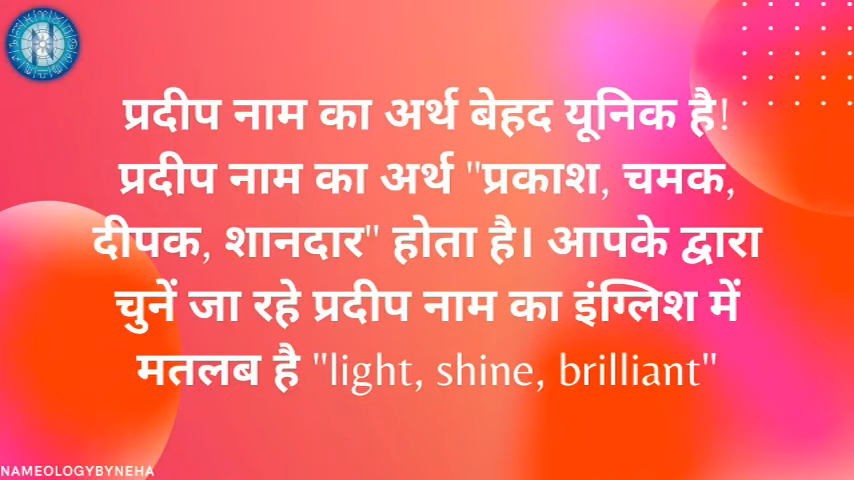 प्रदीप नाम का अर्थ बेहद यूनिक है!
प्रदीप नाम का अर्थ "प्रकाश, चमक,
दीपक, शानदार" होता है। आपके द्वारा
चुनें जा रहे प्रदीप नाम का इंग्लिश में
मतलब है "light, shine, brilliant"
NAMEOLOGYBYNEHA